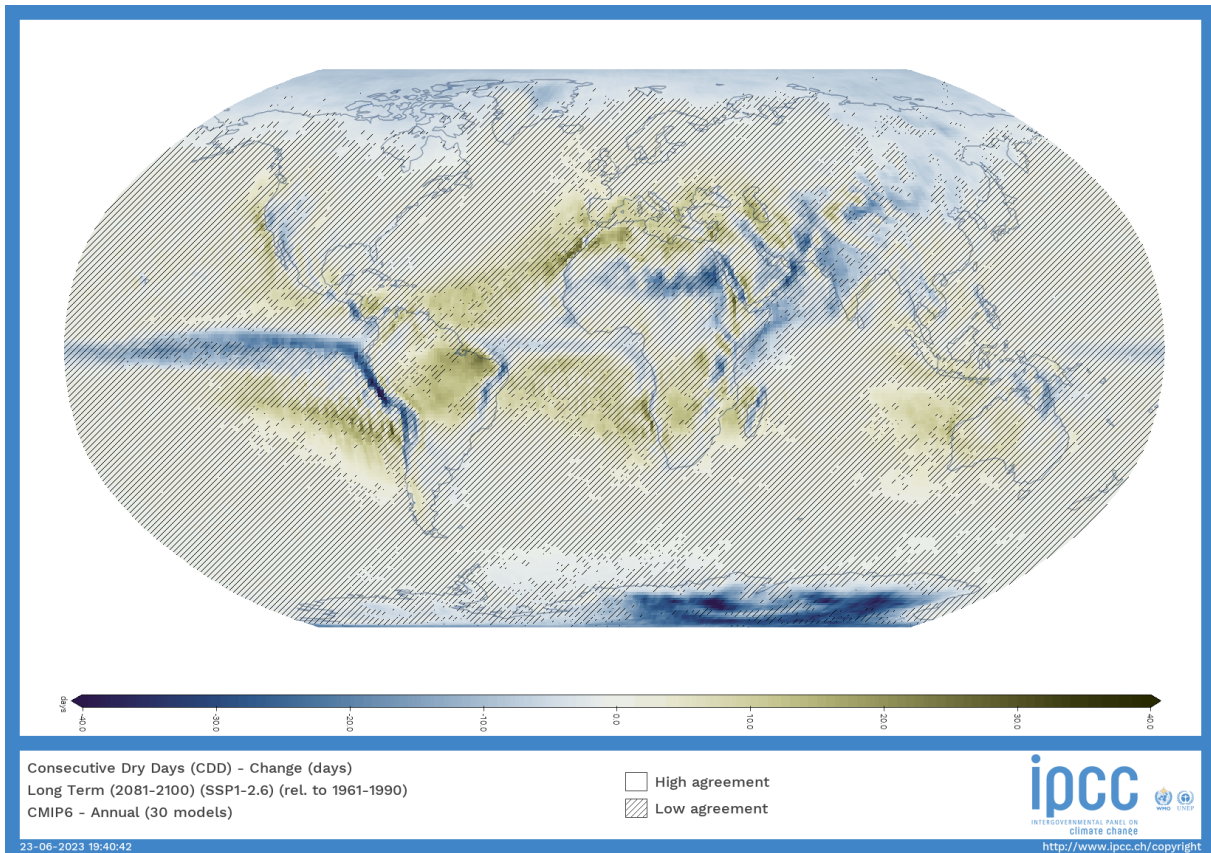 days
-40.0 -30.0 -20.0 -10.0 0.0 10.0 20.0 30.0 40.0
Consecutive Dry Days (CDD) - Change (days)
Long Term (2081-2100) (SSP1-2.6) (rel. to 1961-1990)
CMIP6 - Annual (30 models)
High agreement
Low agreement
ipcc
INTERGOVERNMENTAL PANEL ON
climate change
WMO
UNEP
23-06-2023 19:40:42
http://www.ipcc.ch/copyright